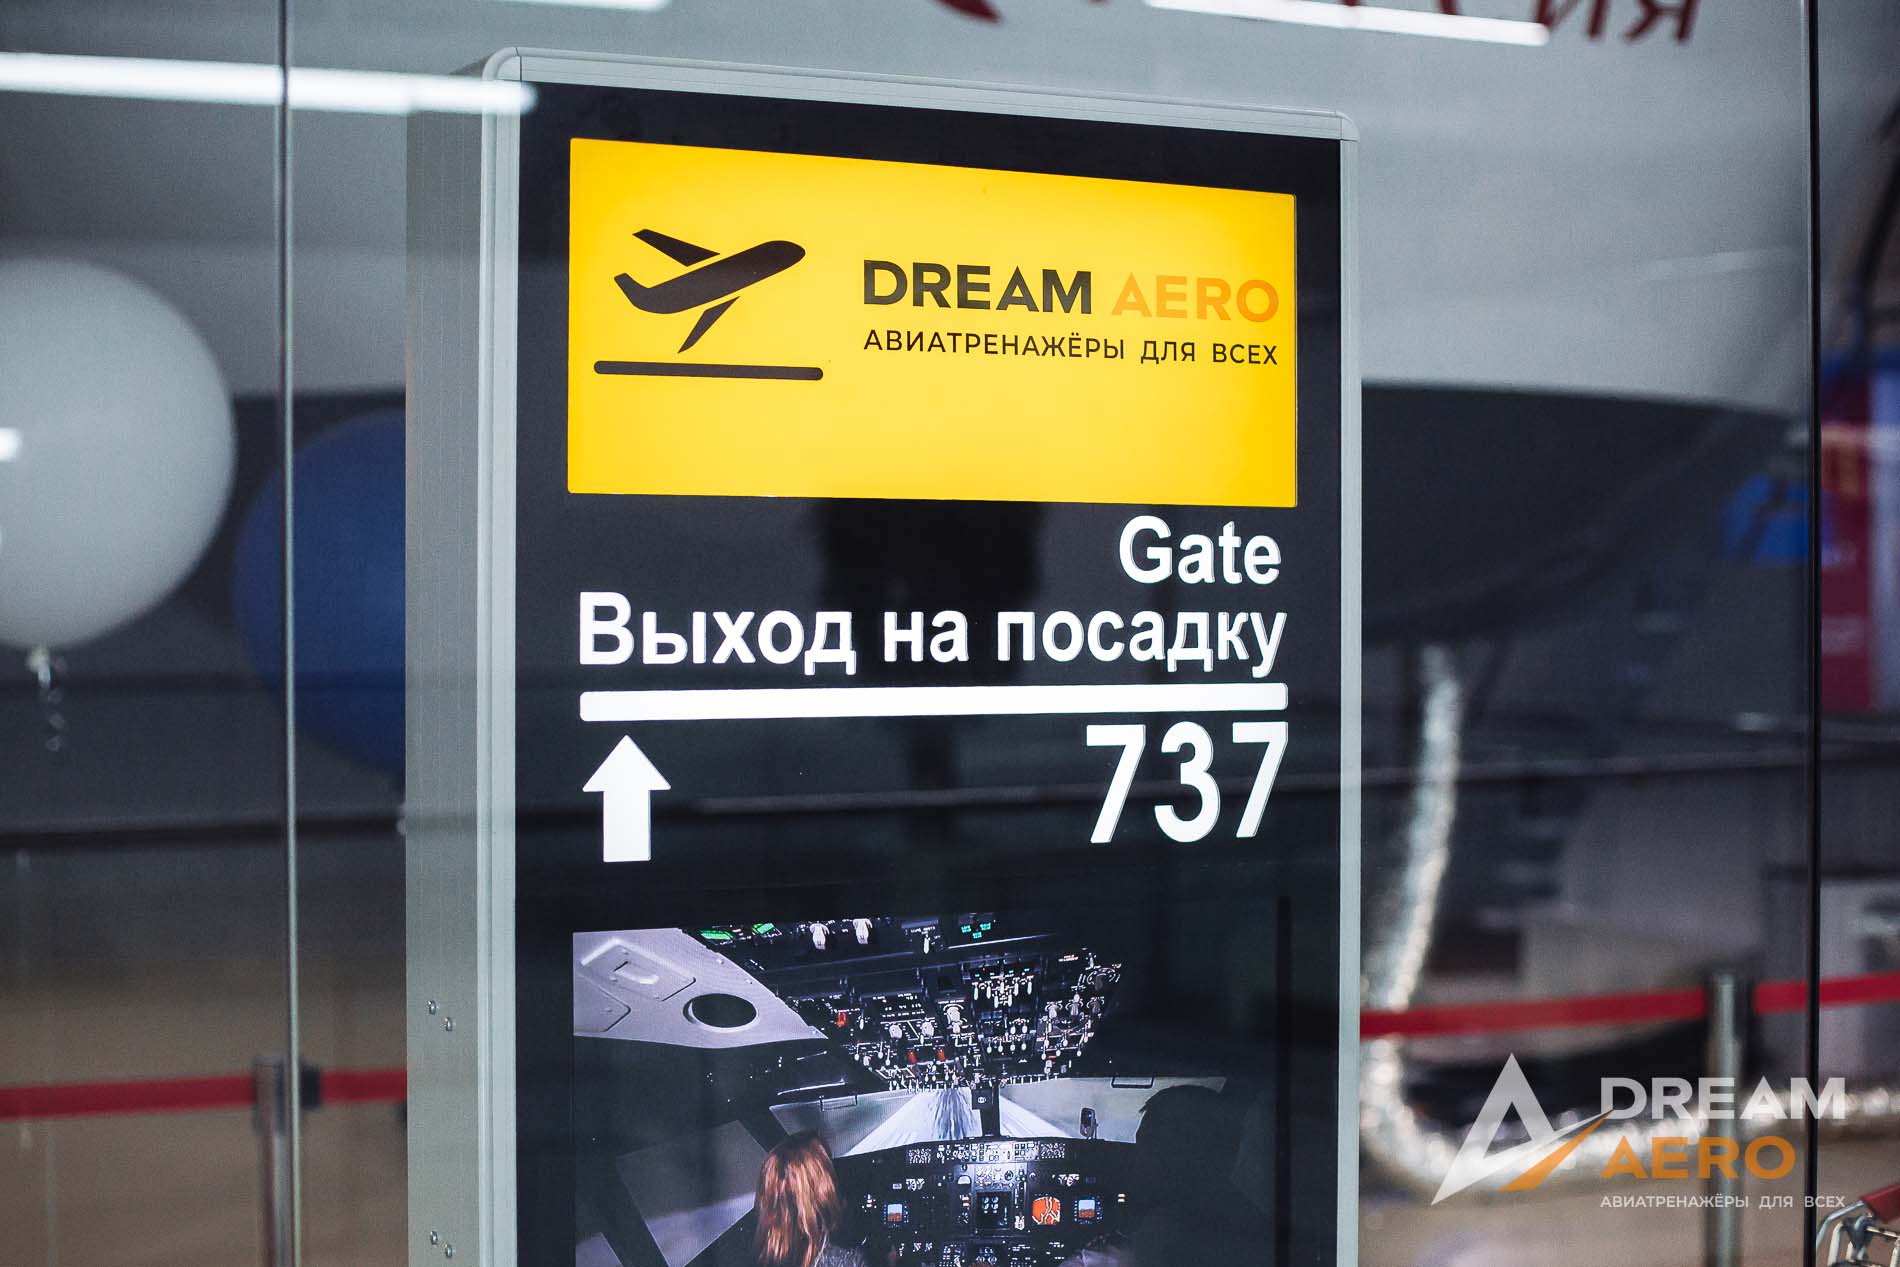 DREAM AERO
АВИАТРЕНАЖЁРЫ ДЛЯ ВСЕХ
Gate
Выход на посадку
737
DREAM
AERO
АВИАТРЕНАЖЁРЫ ДЛЯ ВСЕХ